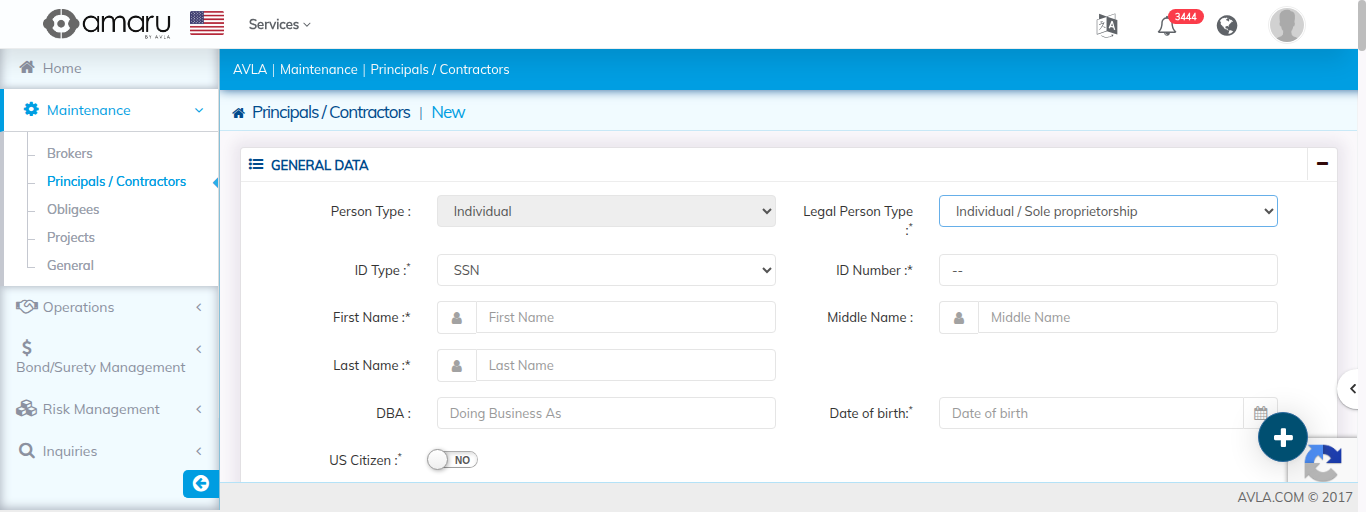 amaru
BY AVLA
Services
3444
Home
AVLA | Maintenance | Principals / Contractors
Maintenance
Principals / Contractors | New
Brokers
Principals / Contractors
Obligees
Projects
General
Operations
Bond/Surety Management
Risk Management
Inquiries
GENERAL DATA
Person Type :
Individual
Legal Person Type :*
Individual / Sole proprietorship
ID Type :*
SSN
ID Number :*
--
First Name :*
First Name
Middle Name :
Middle Name
Last Name :*
Last Name
DBA :
Doing Business As
Date of birth:*
Date of birth
US Citizen :*
NO
AVLA.COM © 2017